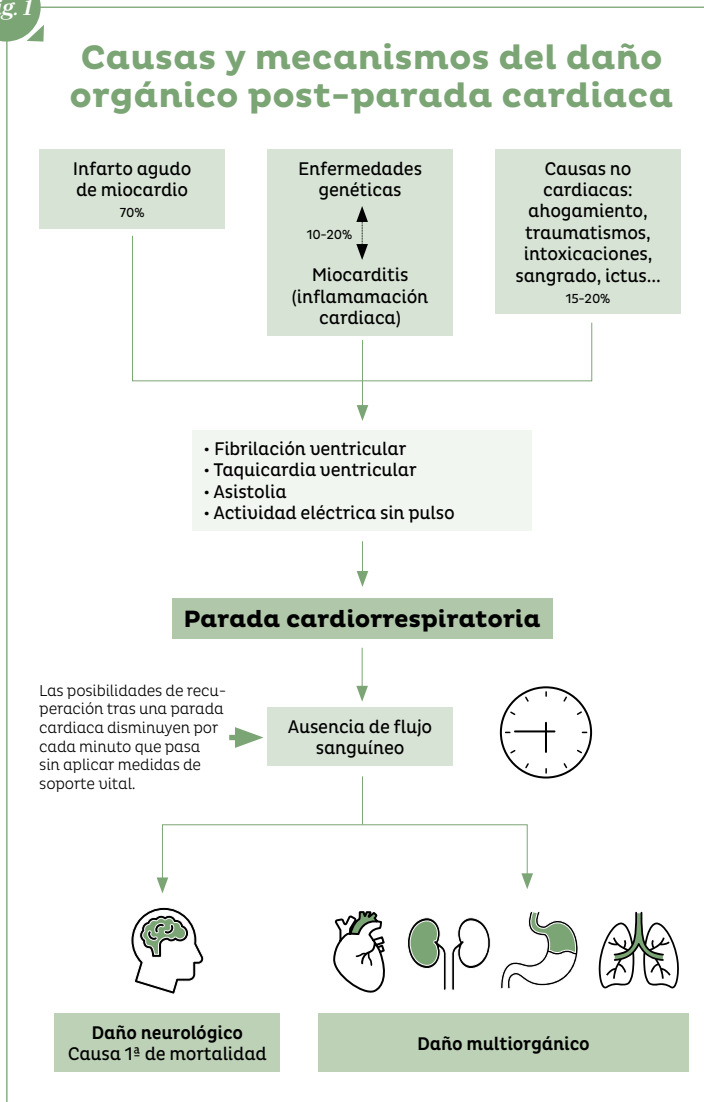 ig. 1
Causas y mecanismos del daño
orgánico post-parada cardiaca
Infarto agudo
de miocardio
70%
Enfermedades
genéticas
10-20%
Miocarditis
(inflamamación
cardiaca)
Causas no
cardiacas:
ahogamiento,
traumatismos,
intoxicaciones,
sangrado, ictus...
15-20%
• Fibrilación ventricular
• Taquicardia ventricular
• Asistolia
• Actividad eléctrica sin pulso
Parada cardiorrespiratoria
Las posibilidades de recu-
peración tras una parada
cardiaca disminuyen por
cada minuto que pasa
sin aplicar medidas de
soporte vital.
Ausencia de flujo
sanguíneo
Daño neurológico
Causa 1ª de mortalidad
Daño multiorgánico